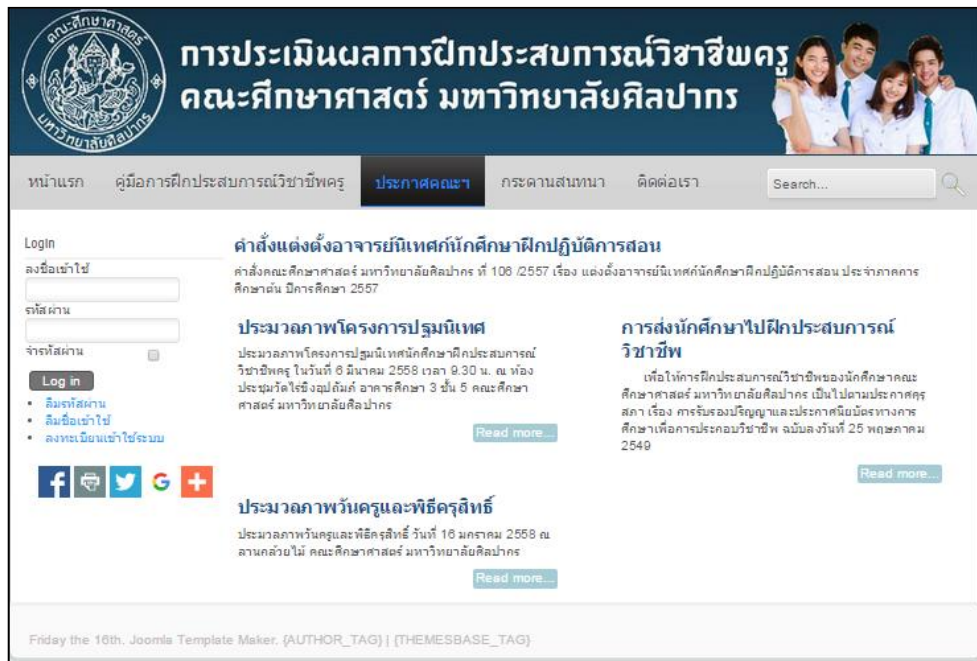 คณะศึกษาศาสตร์
มหาวิทยาลัยศิลปากร
การประเมินผลการฝึกประสบการณ์วิชาชีพครู
คณะศึกษาศาสตร์ มหาวิทยาลัยศิลปากร
หน้าแรก คู่มือการฝึกประสบการณ์วิชาชีพครู ประกาศคณะฯ กระดานสนทนา ติดต่อเรา Search...
Login
ลงชื่อเข้าใช้
รหัสผ่าน
จำรหัสผ่าน
Log in
ลืมรหัสผ่าน
ลืมชื่อเข้าใช้
ลงทะเบียนเข้าใช้ระบบ
คำสั่งแต่งตั้งอาจารย์นิเทศก์นักศึกษาฝึกปฏิบัติการสอน
คำสั่งคณะศึกษาศาสตร์ มหาวิทยาลัยศิลปากร ที่ 106 /2557 เรื่อง แต่งตั้งอาจารย์นิเทศก์นักศึกษาฝึกปฏิบัติการสอน ประจำภาคการ
ศึกษาต้น ปีการศึกษา 2557
ประมวลภาพโครงการปฐมนิเทศ
ประมวลภาพโครงการปฐมนิเทศนักศึกษาฝึกประสบการณ์
วิชาชีพครู ในวันที่ 6 มีนาคม 2558 เวลา 9.30 น. ณ ห้อง
ประชุมวัดไร่ขิงอุปถัมภ์ อาคารศึกษา 3 ชั้น 5 คณะศึกษา
ศาสตร์ มหาวิทยาลัยศิลปากร
Read more...
การส่งนักศึกษาไปฝึกประสบการณ์
วิชาชีพ
เพื่อให้การฝึกประสบการณ์วิชาชีพของนักศึกษาคณะ
ศึกษาศาสตร์ มหาวิทยาลัยศิลปากร เป็นไปตามประกาศคุรุ
สภา เรื่อง การรับรองปริญญาและประกาศนียบัตรทางการ
ศึกษาเพื่อการประกอบวิชาชีพ ฉบับลงวันที่ 25 พฤษภาคม
2549
Read more...
ประมวลภาพวันครูและพิธีครุสิทธิ์
ประมวลภาพวันครูและพิธีครุสิทธิ์ วันที่ 16 มกราคม 2558 ณ
ลานกล้วยไม้ คณะศึกษาศาสตร์ มหาวิทยาลัยศิลปากร
Read more...
Friday the 16th. Joomla Template Maker. {AUTHOR_TAG} | {THEMESBASE_TAG}